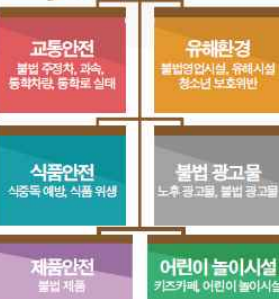 교통안전
불법 주정차, 과속,
통학차량, 통학로 실태
유해환경
불법영업시설, 유해시설
청소년 보호위반
식품안전
식중독 예방, 식품 위생
불법 광고물
노후 광고물, 불법 광고물
제품안전
불법 제품
어린이 놀이시설
키즈카페, 어린이 놀이시설